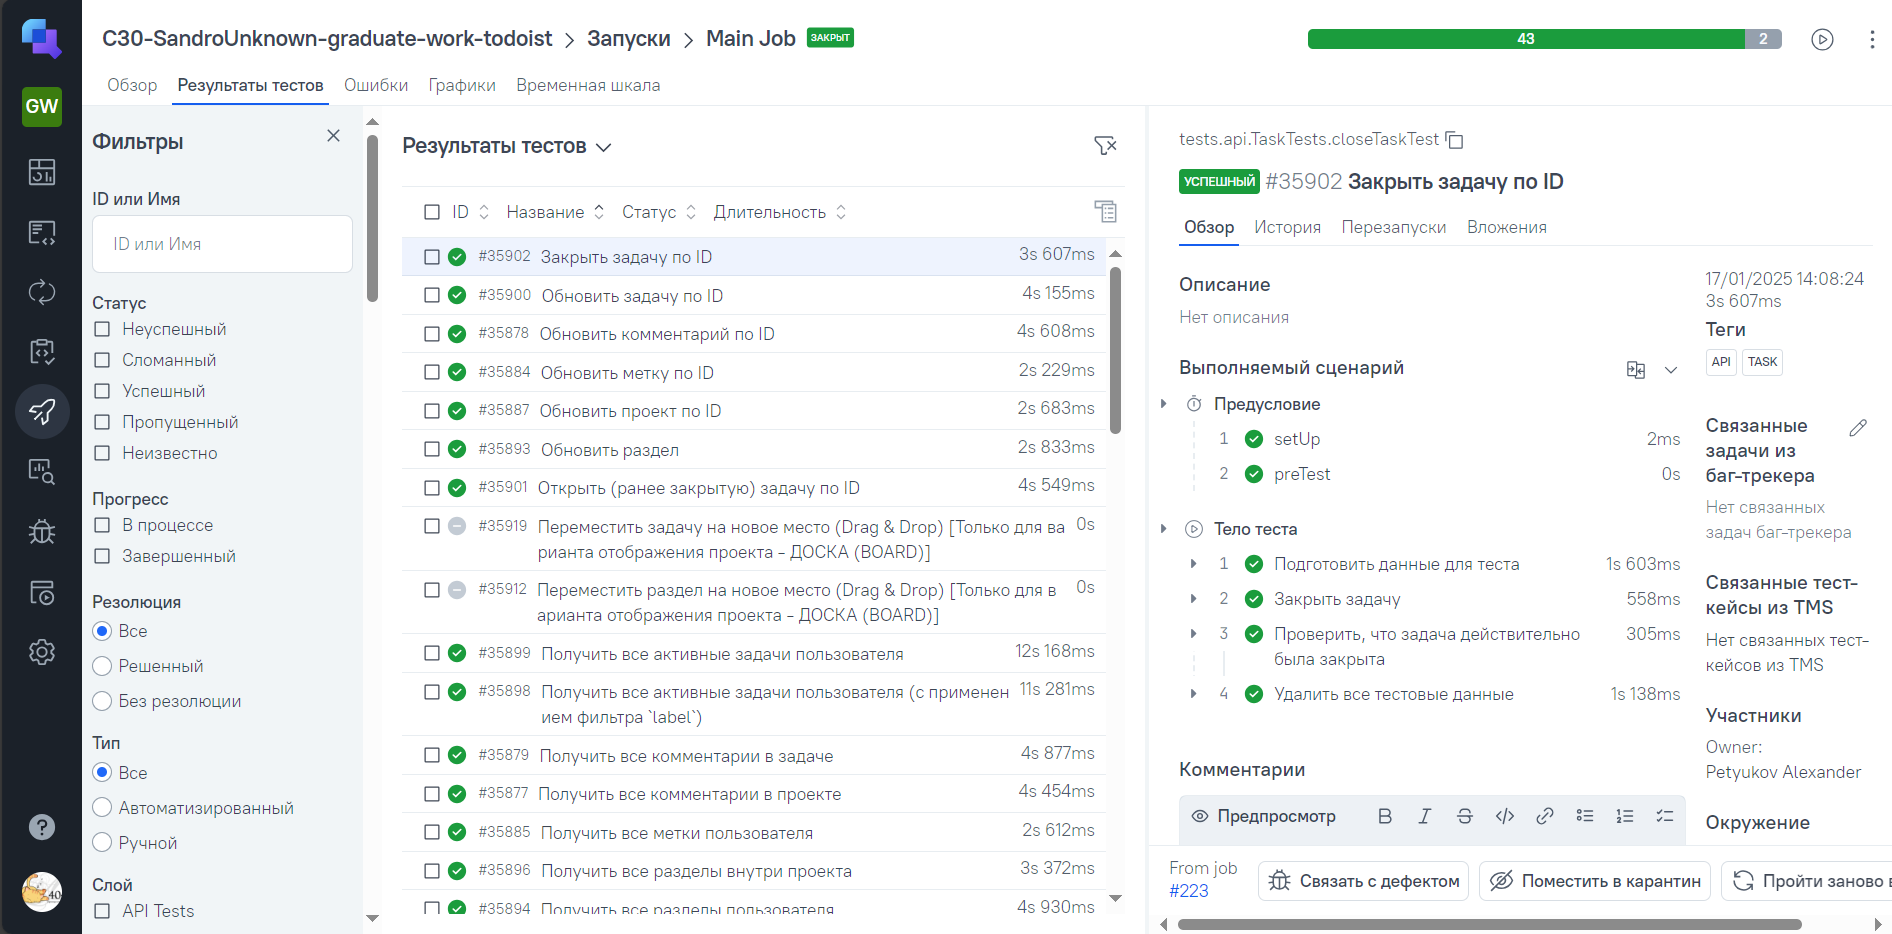 C30-SandroUnknown-graduate-work-todoist > Запуски > Main Job ЗАКРЫТ
43 2
GW
Обзор Результаты тестов Ошибки Графики Временная шкала
Фильтры
ID или Имя
ID или Имя
Статус
Неуспешный
Сломанный
Успешный
Пропущенный
Неизвестно
Прогресс
В процессе
Завершенный
Резолюция
Все
Решенный
Без резолюции
Тип
Все
Автоматизированный
Ручной
Слой
API Tests
Результаты тестов
ID Название Статус Длительность
#35902 Закрыть задачу по ID 3s 607ms
#35900 Обновить задачу по ID 4s 155ms
#35878 Обновить комментарий по ID 4s 608ms
#35884 Обновить метку по ID 2s 229ms
#35887 Обновить проект по ID 2s 683ms
#35893 Обновить раздел 2s 833ms
#35901 Открыть (ранее закрытую) задачу по ID 4s 549ms
#35919 Переместить задачу на новое место (Drag & Drop) [Только для ва 0s
рианта отображения проекта - ДОСКА (BOARD)]
#35912 Переместить раздел на новое место (Drag & Drop) [Только для в 0s
арианта отображения проекта - ДОСКА (BOARD)]
#35899 Получить все активные задачи пользователя 12s 168ms
#35898 Получить все активные задачи пользователя (с применен 11s 281ms
ием фильтра `label`)
#35879 Получить все комментарии в задаче 4s 877ms
#35877 Получить все комментарии в проекте 4s 454ms
#35885 Получить все метки пользователя 2s 612ms
#35896 Получить все разделы внутри проекта 3s 372ms
#35894 Получить все разделы пользователя 4s 930ms
tests.api.TaskTests.closeTaskTest
УСПЕШНЫЙ #35902 Закрыть задачу по ID
Обзор История Перезапуски Вложения
Описание
Нет описания
Выполняемый сценарий
Предусловие
1 setUp 2ms
2 preTest 0s
Тело теста
1 Подготовить данные для теста 1s 603ms
2 Закрыть задачу 558ms
3 Проверить, что задача действительно 305ms
была закрыта
4 Удалить все тестовые данные 1s 138ms
Комментарии
Предпросмотр
17/01/2025 14:08:24
3s 607ms
Теги
API TASK
Связанные
задачи из
баг-трекера
Нет связанных
задач баг-трекера
Связанные тест-
кейсы из TMS
Нет связанных тест-
кейсов из TMS
Участники
Owner:
Petyukov Alexander
Окружение
From job
#223
Связать с дефектом Поместить в карантин Пройти заново в